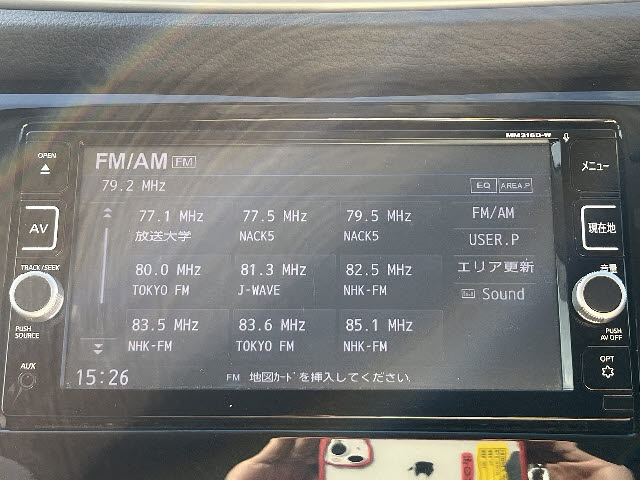 MM316D-W
OPEN
AV
TRACK/SEEK
PUSH
SOURCE
AUX
FM/AM FM
79.2 MHz
EQ AREA.P
77.1 MHz 77.5 MHz 79.5 MHz FM/AM
放送大学 NACK5 NACK5
USER.P
80.0 MHz 81.3 MHz 82.5 MHz エリア更新
TOKYO FM J-WAVE NHK-FM
Sound
83.5 MHz 83.6 MHz 85.1 MHz
NHK-FM TOKYO FM NHK-FM
15:26 FM 地図ｶｰﾄﾞを挿入してください.
メニュー
現在地
音量
PUSH
AV OFF
OPT